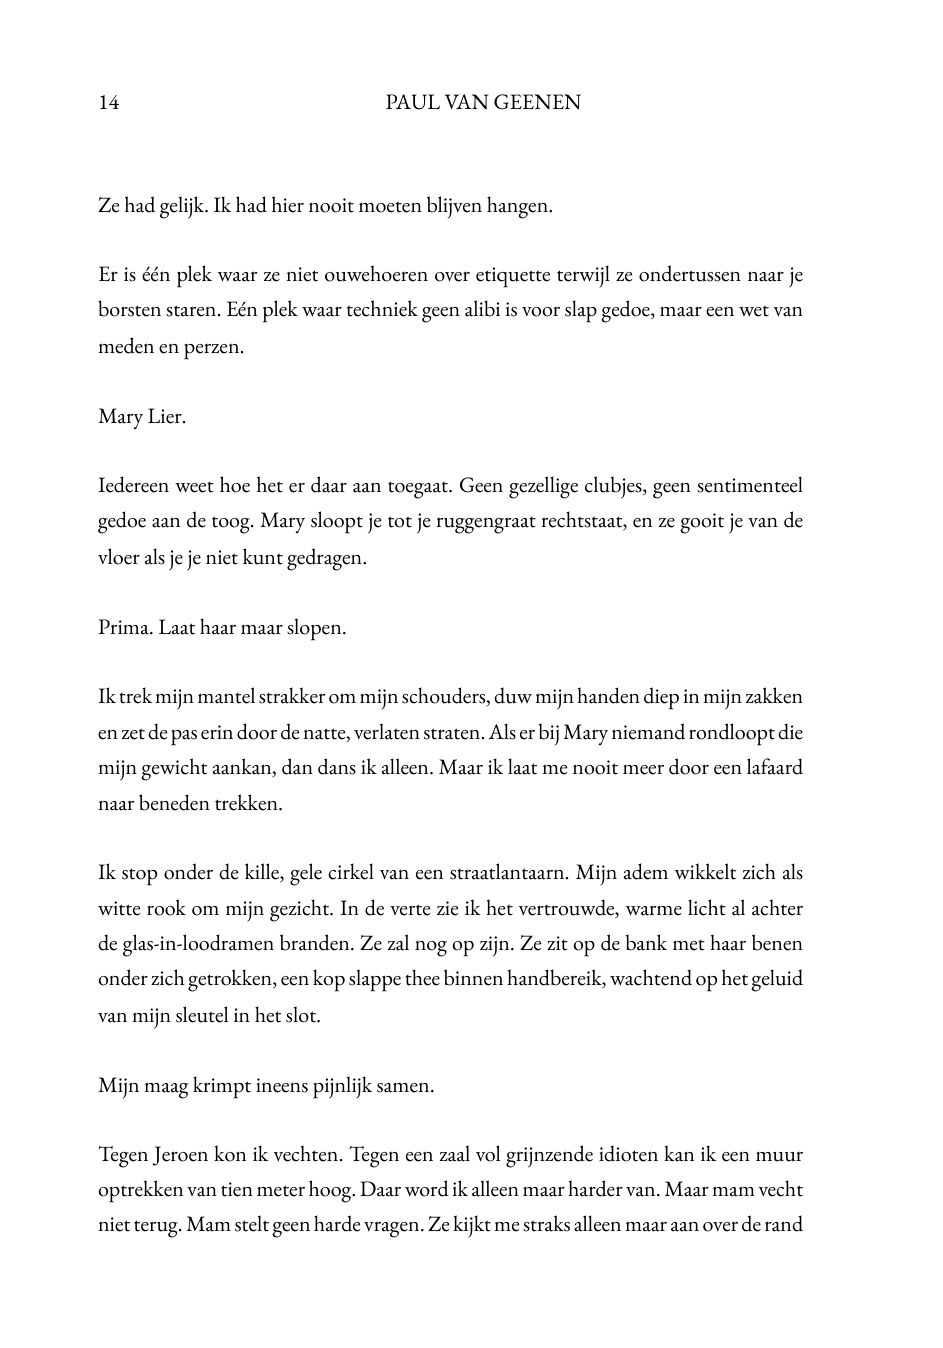 14
PAUL VAN GEENEN
Ze had gelijk. Ik had hier nooit moeten blijven hangen.
Er is één plek waar ze niet ouwehoeren over etiquette terwijl ze ondertussen naar je
borsten staren. Eén plek waar techniek geen alibi is voor slap gedoe, maar een wet van
meden en perzen.
Mary Lier.
Iedereen weet hoe het er daar aan toegaat. Geen gezellige clubjes, geen sentimenteel
gedoe aan de toog. Mary sloopt je tot je ruggengraat rechtstaat, en ze gooit je van de
vloer als je je niet kunt gedragen.
Prima. Laat haar maar slopen.
Ik trek mijn mantel strakker om mijn schouders, duw mijn handen diep in mijn zakken
en zet de pas erin door de natte, verlaten straten. Als er bij Mary niemand rondloopt die
mijn gewicht aankan, dan dans ik alleen. Maar ik laat me nooit meer door een lafaard
naar beneden trekken.
Ik stop onder de kille, gele cirkel van een straatlantaarn. Mijn adem wikkelt zich als
witte rook om mijn gezicht. In de verte zie ik het vertrouwde, warme licht al achter
de glas-in-loodramen branden. Ze zal nog op zijn. Ze zit op de bank met haar benen
onder zich getrokken, een kop slappe thee binnen handbereik, wachtend op het geluid
van mijn sleutel in het slot.
Mijn maag krimpt ineens pijnlijk samen.
Tegen Jeroen kon ik vechten. Tegen een zaal vol grijnzende idioten kan ik een muur
optrekken van tien meter hoog. Daar word ik alleen maar harder van. Maar mam vecht
niet terug. Mam stelt geen harde vragen. Ze kijkt me straks alleen maar aan over de rand